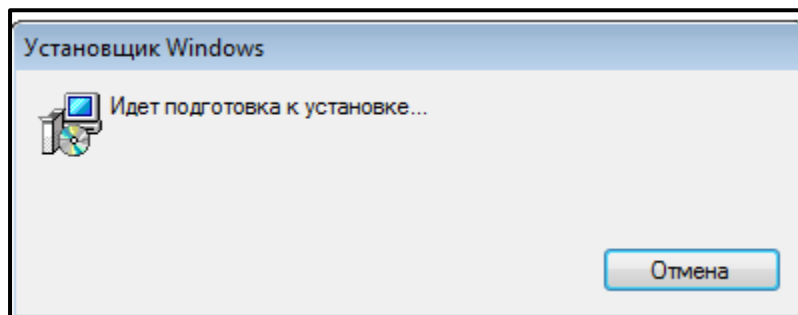 Установщик Windows
Идет подготовка к установке...
Отмена